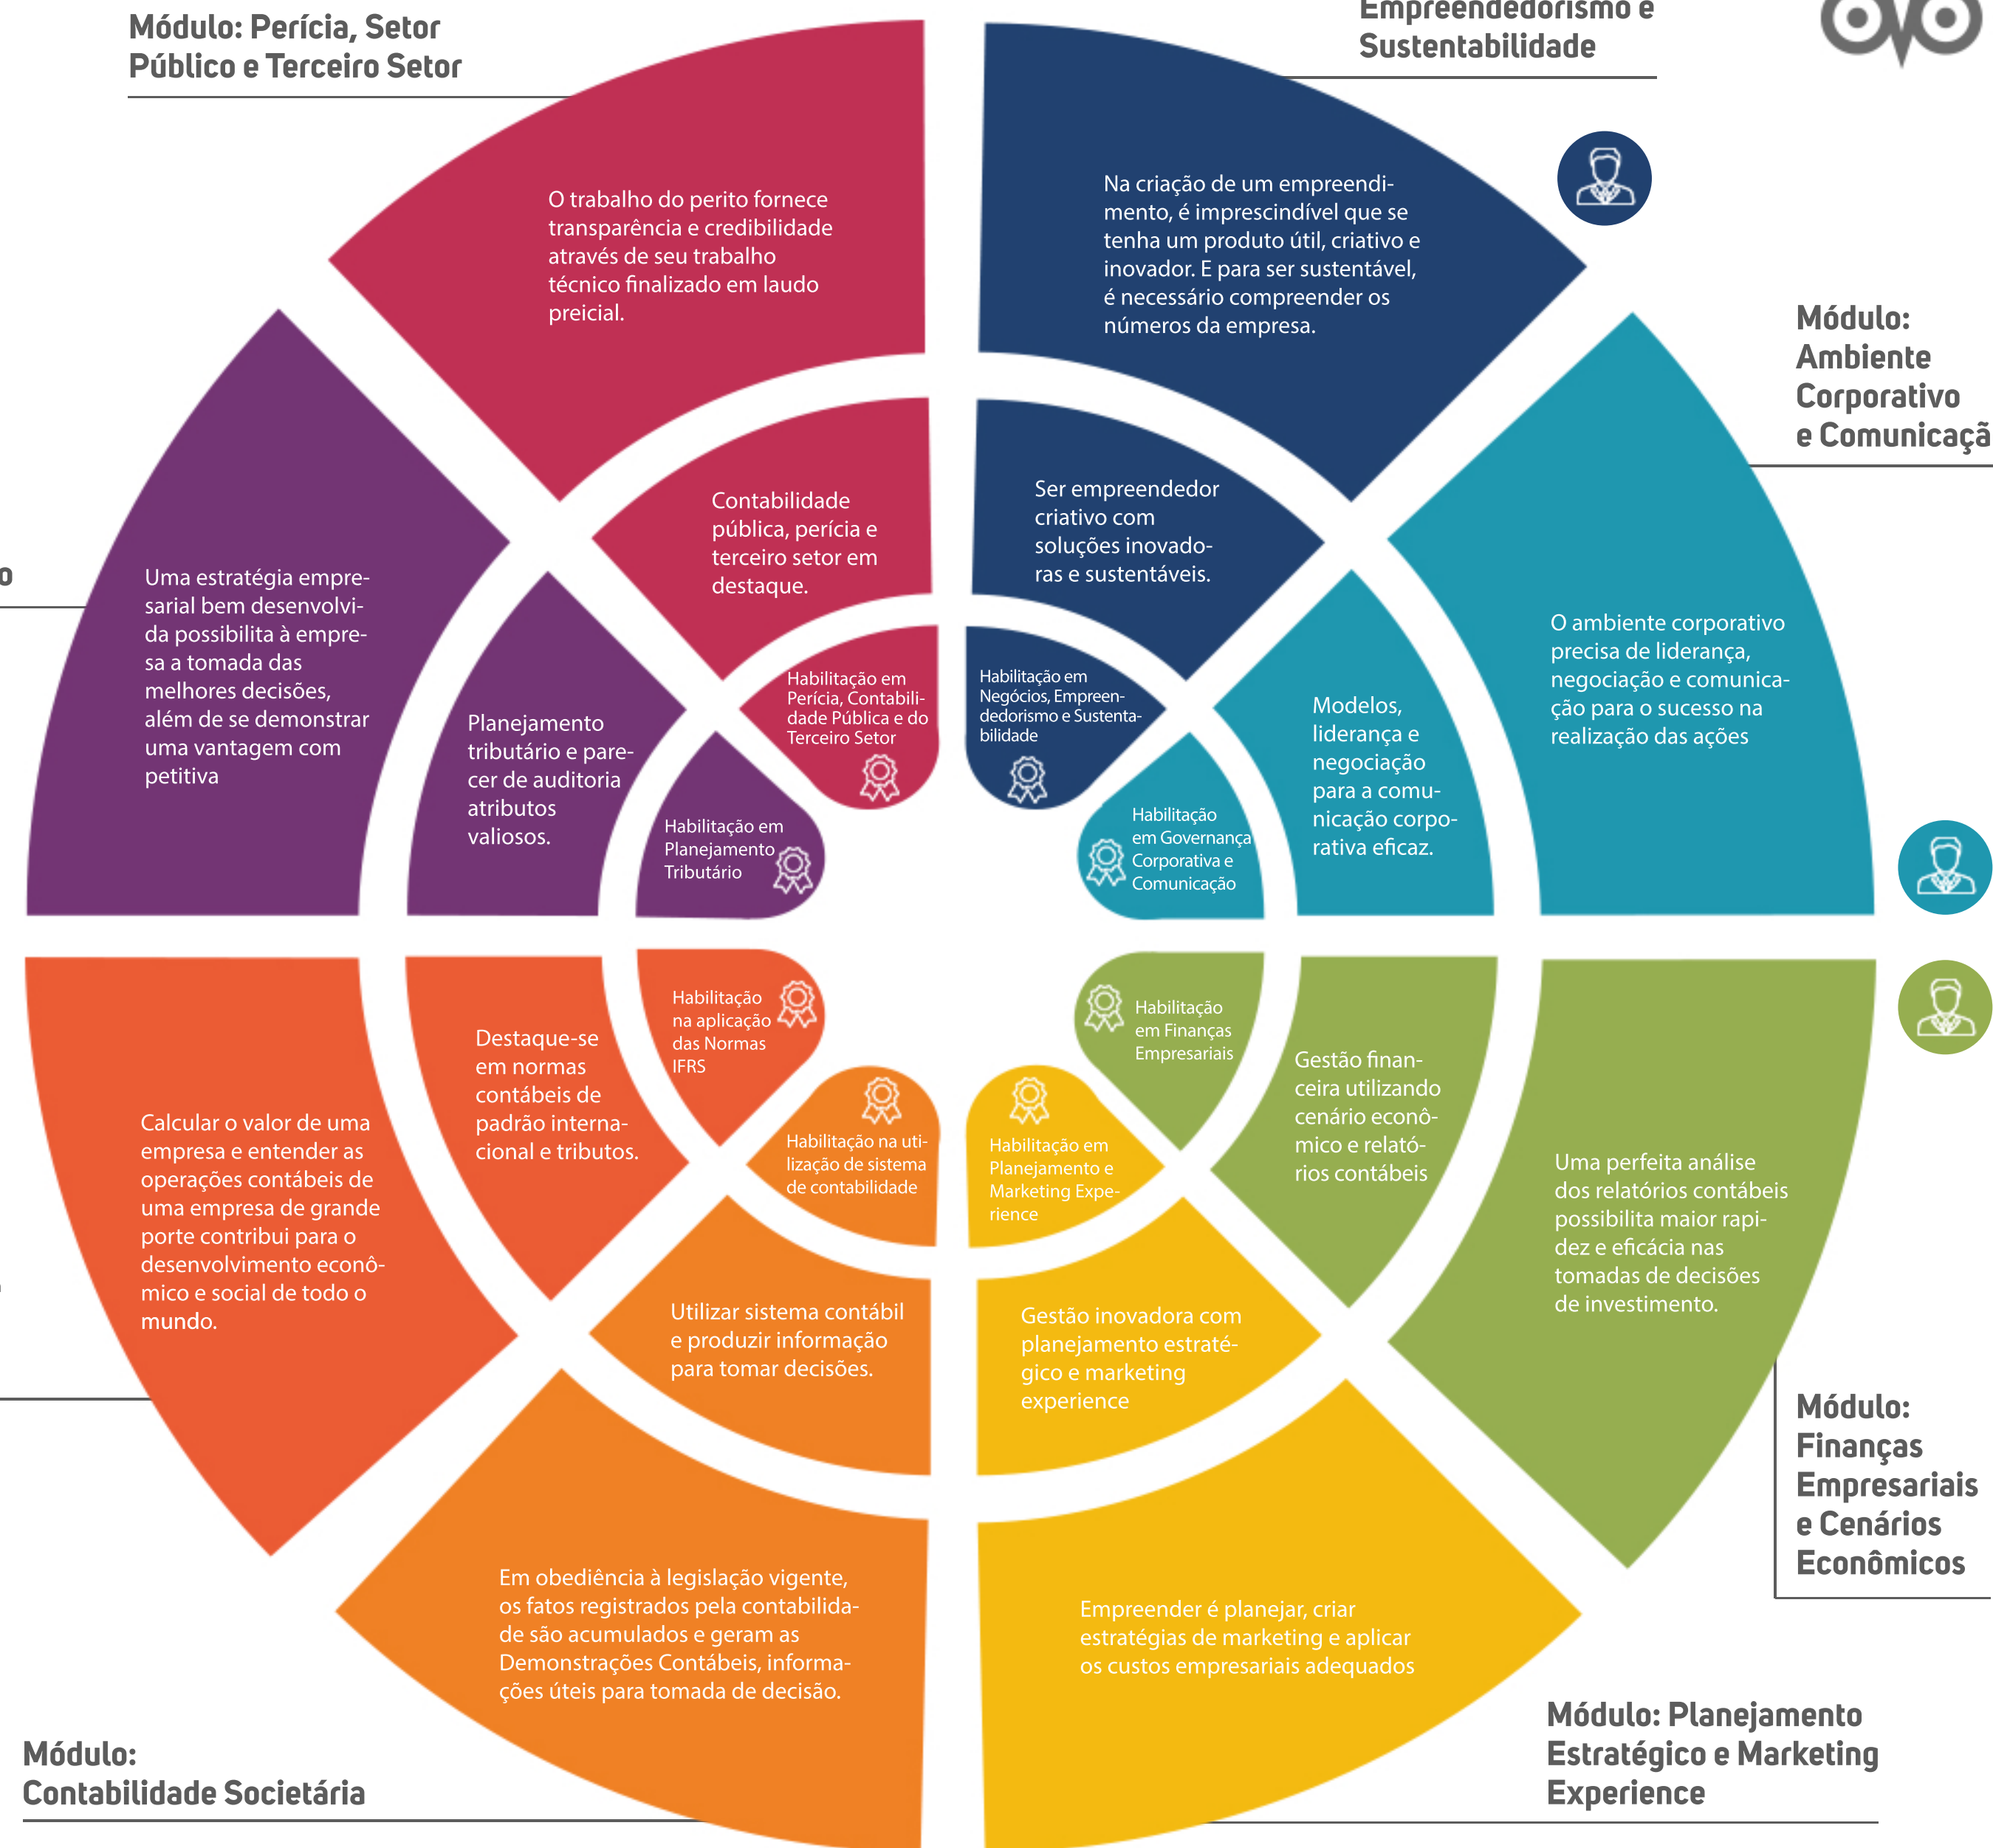 Módulo: Perícia, Setor
Público e Terceiro Setor
Empreendedorismo e
Sustentabilidade
O trabalho do perito fornece
transparência e credibilidade
através de seu trabalho
técnico finalizado em laudo
preicial.
Na criação de um empreendi-
mento, é imprescindível que se
tenha um produto útil, criativo e
inovador. E para ser sustentável,
é necessário compreender os
números da empresa.
Módulo:
Ambiente
Corporativo
e Comunicaçã
Contabilidade
pública, perícia e
terceiro setor em
destaque.
Ser empreendedor
criativo com
soluções inovado-
ras e sustentáveis.
o
Uma estratégia empre-
sarial bem desenvolvi-
da possibilita à empre-
sa a tomada das
melhores decisões,
além de se demonstrar
uma vantagem com
petitiva
Planejamento
tributário e pare-
cer de auditoria
atributos
valiosos.
Habilitação em
Planejamento
Tributário
Habilitação em
Perícia, Contabili-
dade Pública e do
Terceiro Setor
Habilitação em
Negócios, Empreen-
dedorismo e Sustenta-
bilidade
Habilitação
em Governança
Corporativa e
Comunicação
Modelos,
liderança e
negociação
para a comu-
nicação corpo-
rativa eficaz.
O ambiente corporativo
precisa de liderança,
negociação e comunica-
ção para o sucesso na
realização das ações
Calcular o valor de uma
empresa e entender as
operações contábeis de
uma empresa de grande
porte contribui para o
desenvolvimento econô-
mico e social de todo o
mundo.
Destaque-se
em normas
contábeis de
padrão interna-
cional e tributos.
Habilitação
na aplicação
das Normas
IFRS
Habilitação na uti-
lização de sistema
de contabilidade
Habilitação em
Planejamento e
Marketing Expe-
rience
Habilitação
em Finanças
Empresariais
Gestão finan-
ceira utilizando
cenário econô-
mico e relató-
rios contábeis
Uma perfeita análise
dos relatórios contábeis
possibilita maior rapi-
dez e eficácia nas
tomadas de decisões
de investimento.
Utilizar sistema contábil
e produzir informação
para tomar decisões.
Gestão inovadora com
planejamento estraté-
gico e marketing
experience
Módulo:
Finanças
Empresariais
e Cenários
Econômicos
Em obediência à legislação vigente,
os fatos registrados pela contabilida-
de são acumulados e geram as
Demonstrações Contábeis, informa-
ções úteis para tomada de decisão.
Empreender é planejar, criar
estratégias de marketing e aplicar
os custos empresariais adequados
Módulo:
Contabilidade Societária
Módulo: Planejamento
Estratégico e Marketing
Experience